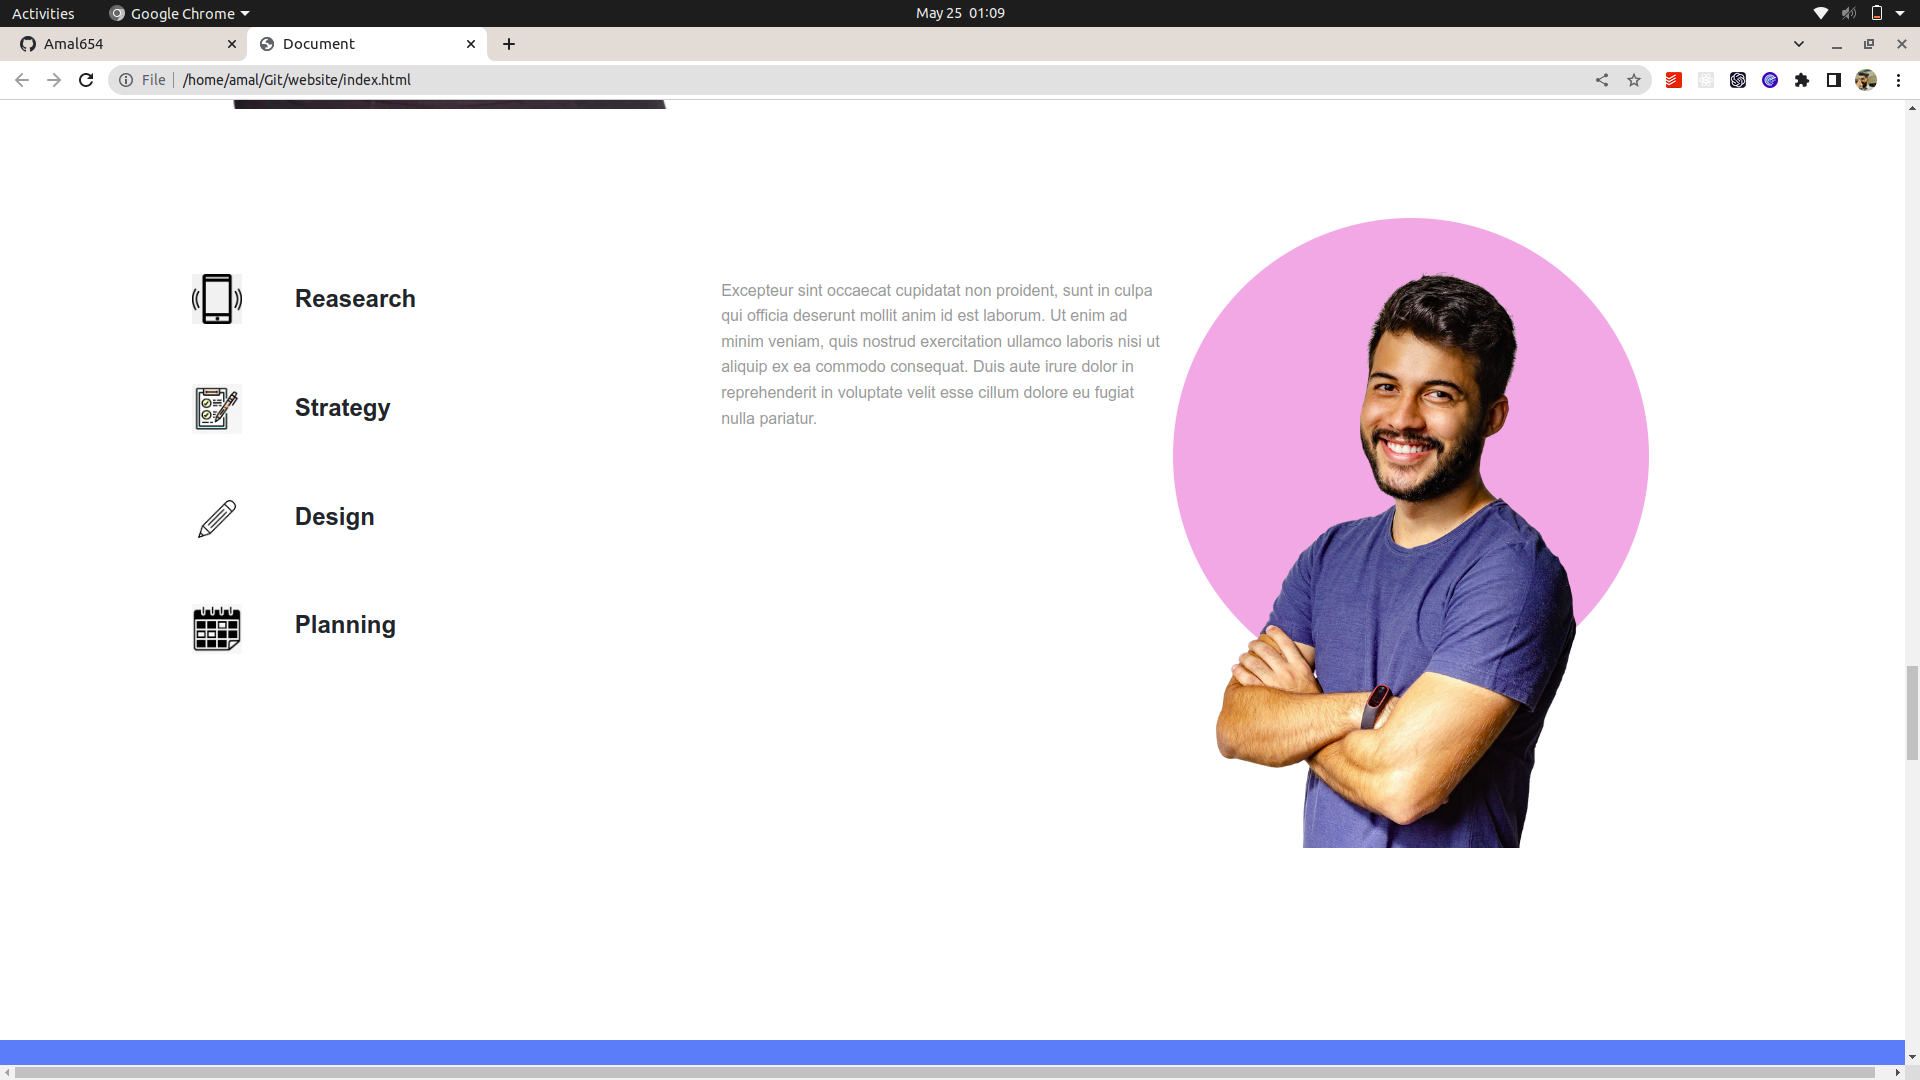 Activities
Google Chrome
May 25 01:09
Amal654
Document
File
/home/amal/Git/website/index.html
Reasearch
Strategy
Design
Planning
Excepteur sint occaecat cupidatat non proident, sunt in culpa
qui officia deserunt mollit anim id est laborum. Ut enim ad
minim veniam, quis nostrud exercitation ullamco laboris nisi ut
aliquip ex ea commodo consequat. Duis aute irure dolor in
reprehenderit in voluptate velit esse cillum dolore eu fugiat
nulla pariatur.